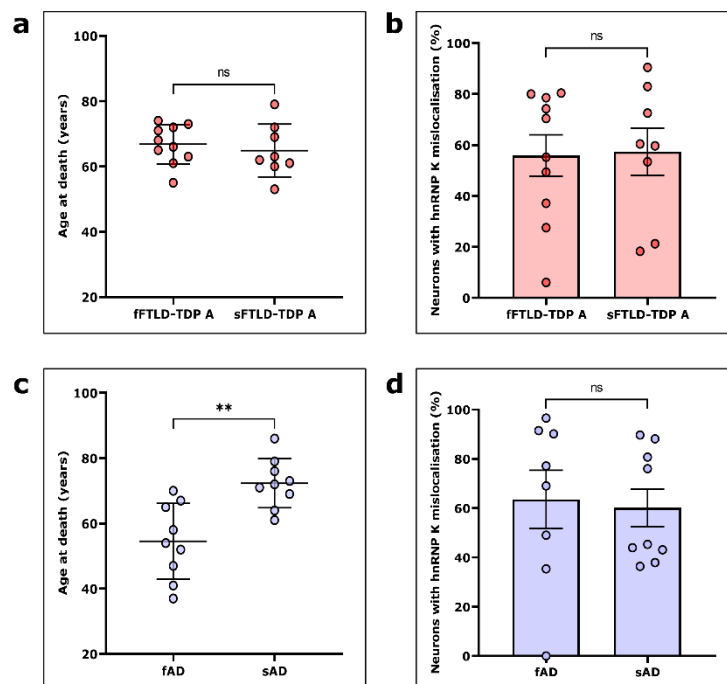 a
Age at death (years)
100
80
60
40
20
ns
fFTLD-TDP A
sFTLD-TDP A
b
Neurons with hnRNP K mislocalisation (%)
100
80
60
40
20
0
ns
fFTLD-TDP A
sFTLD-TDP A
c
Age at death (years)
100
80
60
40
20
**
fAD
sAD
d
Neurons with hnRNP K mislocalisation (%)
100
80
60
40
20
0
ns
fAD
sAD